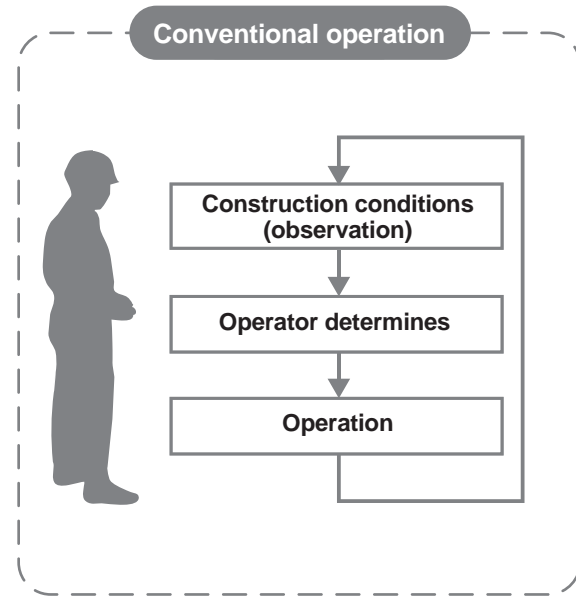 Conventional operation
Construction conditions
(observation)
Operator determines
Operation